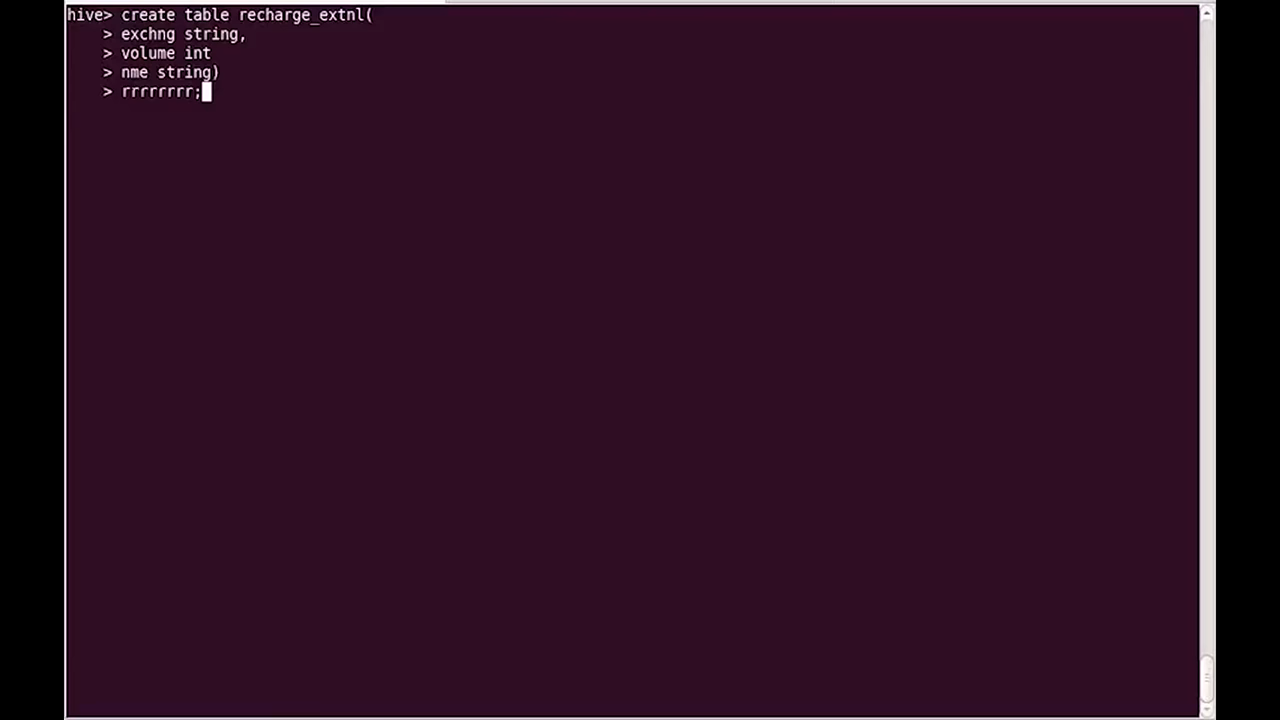 hive> create table recharge_extnl(
    > exchng string,
    > volume int
    > nme string)
    > rrrrrrrr;